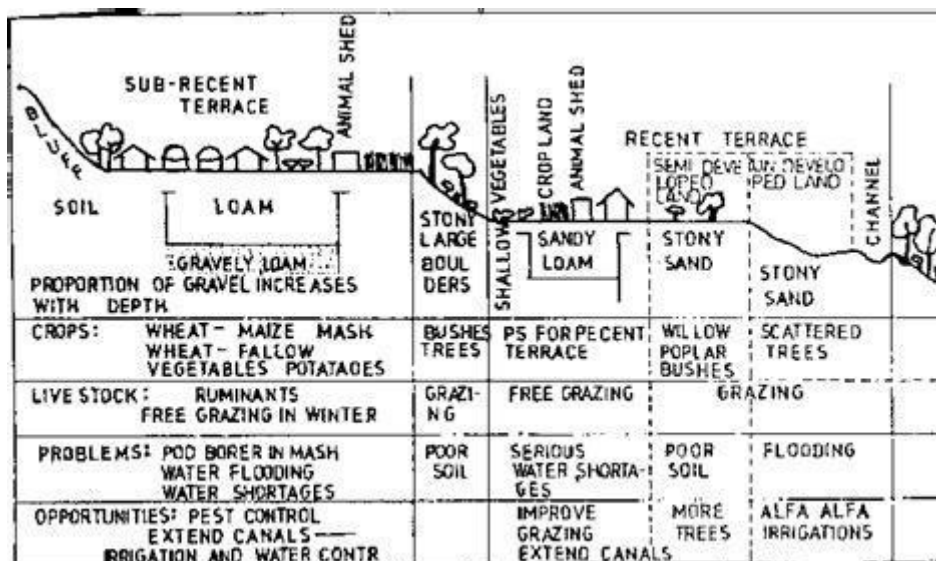 SUB-RECENT
TERRACE
ANIMAL SHED
BLUFF
SOIL
LOAM
GRAVELY LOAM
PROPORTION OF GRAVEL INCREASES
WITH DEPTH
STONY
LARGE
BOUL
DERS
SHALLOW VEGETABLES
CROP LAND
ANIMAL SHED
SANDY
LOAM
RECENT TERRACE
SEMI DEVE
LOPED
LAND
UN DEVELO
PED LAND
STONY
SAND
STONY
SAND
CHANNEL
CROPS: WHEAT - MAIZE MASH
WHEAT - FALLOW
VEGETABLES POTATAOES
BUSHES
TREES
PS FOR PECENT
TERRACE
WILLOW
POPLAR
BUSHES
SCATTERED
TREES
LIVE STOCK: RUMINANTS
FREE GRAZING IN WINTER
GRAZI-
NG
FREE GRAZING
GRAZING
PROBLEMS: POD BORER IN MASH
WATER FLOODING
WATER SHORTAGES
POOR
SOIL
SERIOUS
WATER SHORTA-
GES
POOR
SOIL
FLOODING
OPPORTUNITIES: PEST CONTROL
EXTEND CANALS —
IRRIGATION AND WATER CONTR
IMPROVE
GRAZING
EXTEND CANALS
MORE
TREES
ALFA ALFA
IRRIGATIONS